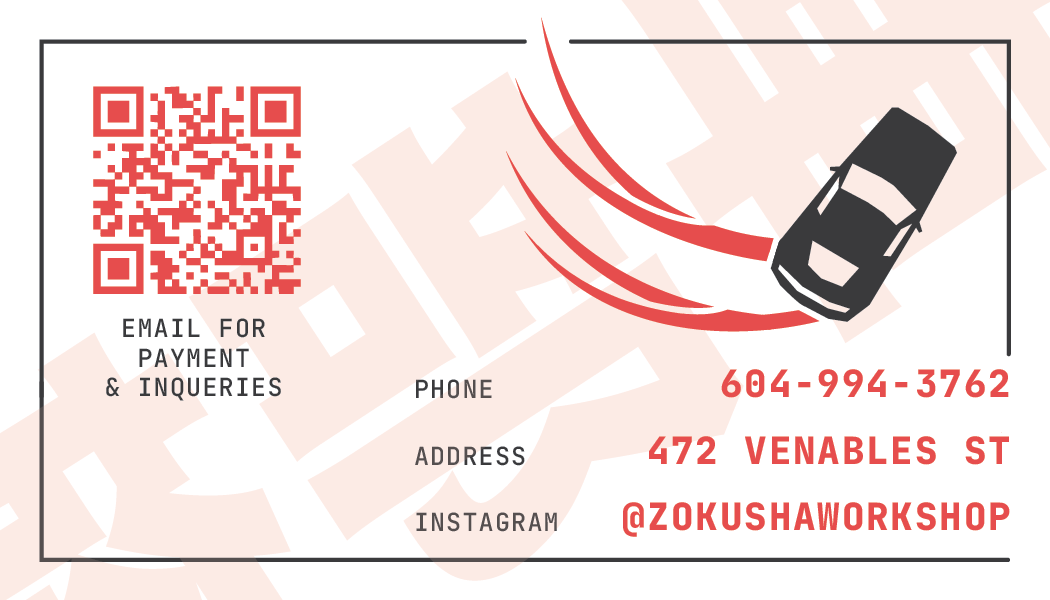 EMAIL FOR
PAYMENT
& INQUERIES
PHONE 604-994-3762
ADDRESS 472 VENABLES ST
INSTAGRAM @ZOKUSHAWORKSHOP